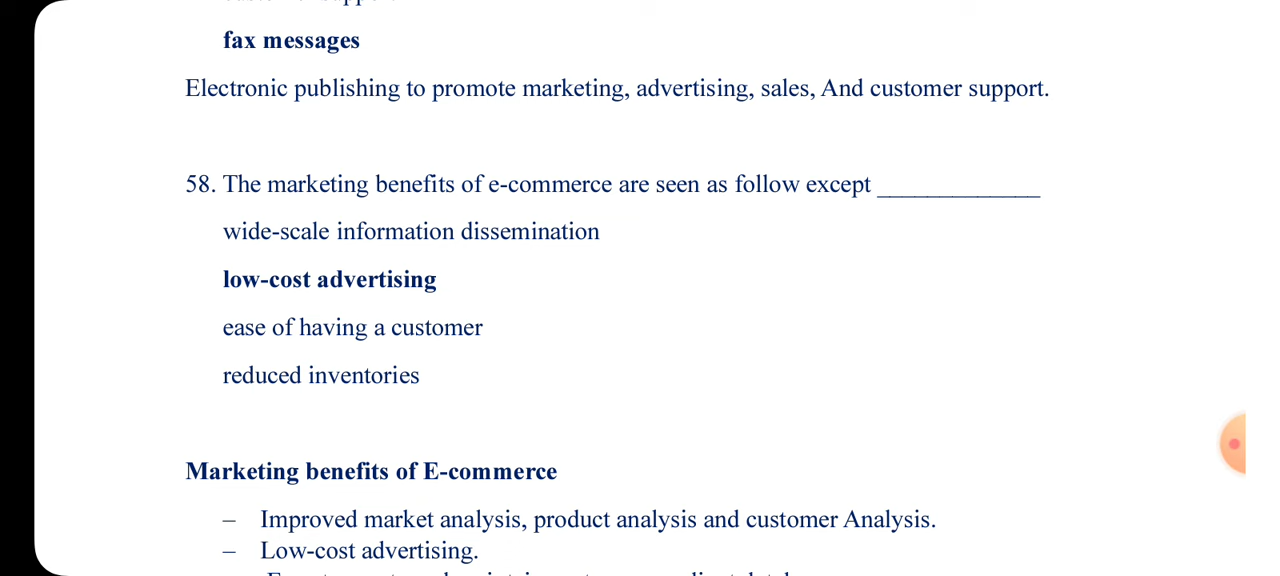 fax messages
Electronic publishing to promote marketing, advertising, sales, And customer support.
58. The marketing benefits of e-commerce are seen as follow except _____________
wide-scale information dissemination
low-cost advertising
ease of having a customer
reduced inventories
Marketing benefits of E-commerce
– Improved market analysis, product analysis and customer Analysis.
– Low-cost advertising.